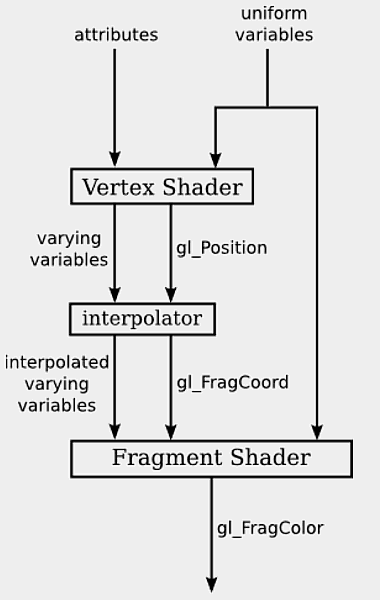 uniform
variables
attributes
Vertex Shader
varying
variables
gl_Position
interpolator
interpolated
varying
variables
gl_FragCoord
Fragment Shader
gl_FragColor